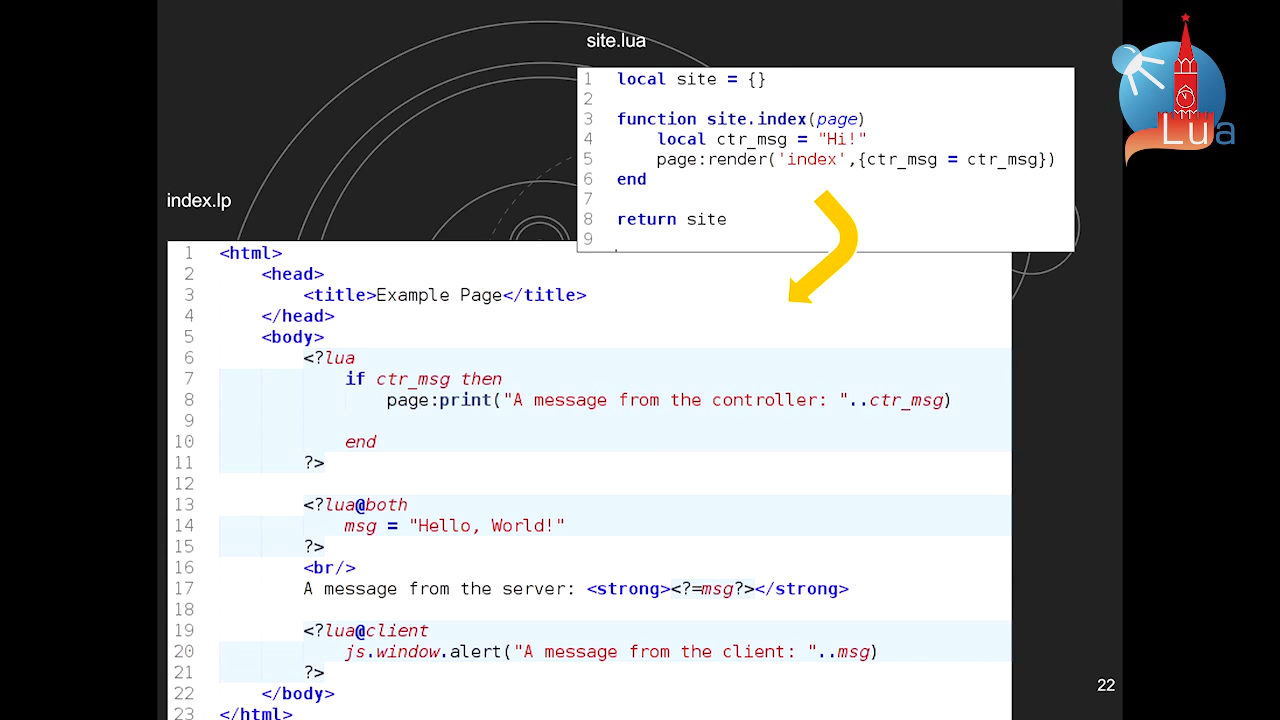 site.lua
1 local site = {}
2
3 function site.index(page)
4     local ctr_msg = "Hi!"
5     page:render('index',{ctr_msg = ctr_msg})
6 end
7
8 return site
9
Lua
index.lp
1 <html>
2     <head>
3         <title>Example Page</title>
4     </head>
5     <body>
6         <?lua
7             if ctr_msg then
8                 page:print("A message from the controller: "..ctr_msg)
9
10             end
11         ?>
12
13         <?lua@both
14             msg = "Hello, World!"
15         ?>
16         <br/>
17         A message from the server: <strong><?=msg?></strong>
18
19         <?lua@client
20             js.window.alert("A message from the client: "..msg)
21         ?>
22     </body>
23 </html>
22